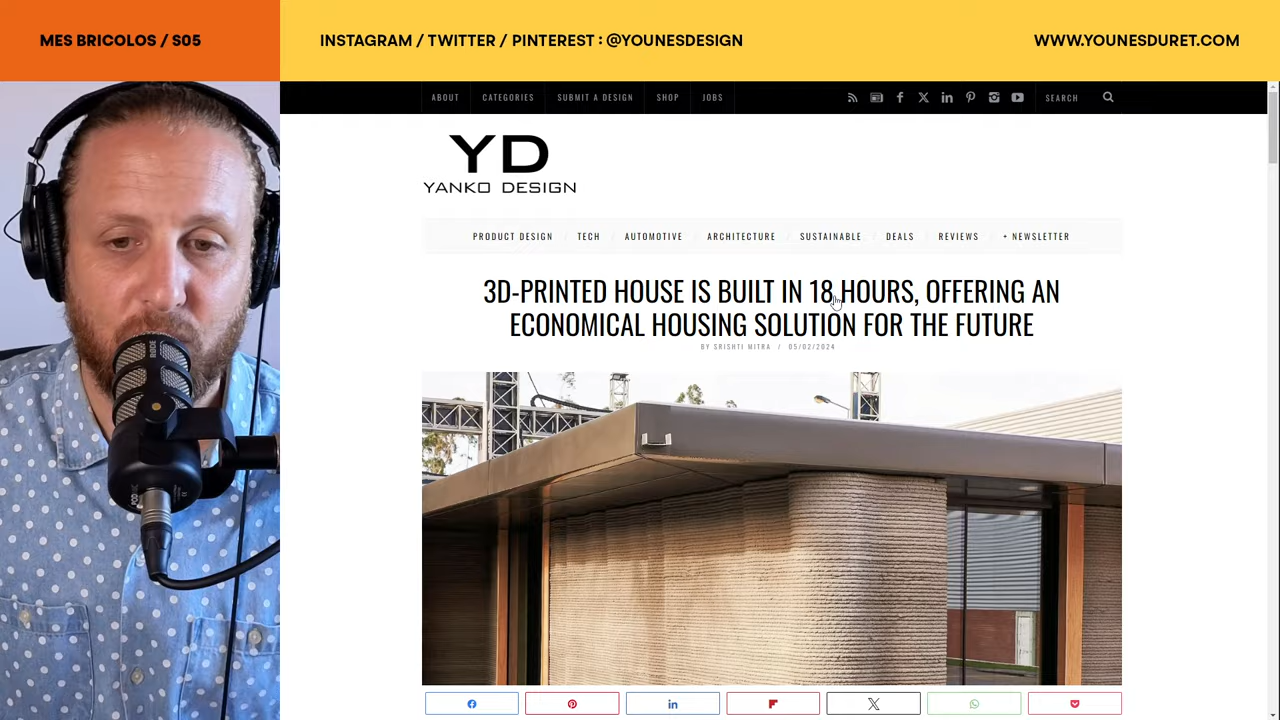 MES BRICOLOS / S05
INSTAGRAM / TWITTER / PINTEREST : @YOUNESDESIGN
WWW.YOUNESDURET.COM
ABOUT
CATEGORIES
SUBMIT A DESIGN
SHOP
JOBS
SEARCH
YD
YANKO DESIGN
PRODUCT DESIGN / TECH / AUTOMOTIVE / ARCHITECTURE / SUSTAINABLE / DEALS / REVIEWS / + NEWSLETTER
3D-PRINTED HOUSE IS BUILT IN 18 HOURS, OFFERING AN
ECONOMICAL HOUSING SOLUTION FOR THE FUTURE
BY SRISHTI MITRA / 05/02/2024
RØDE